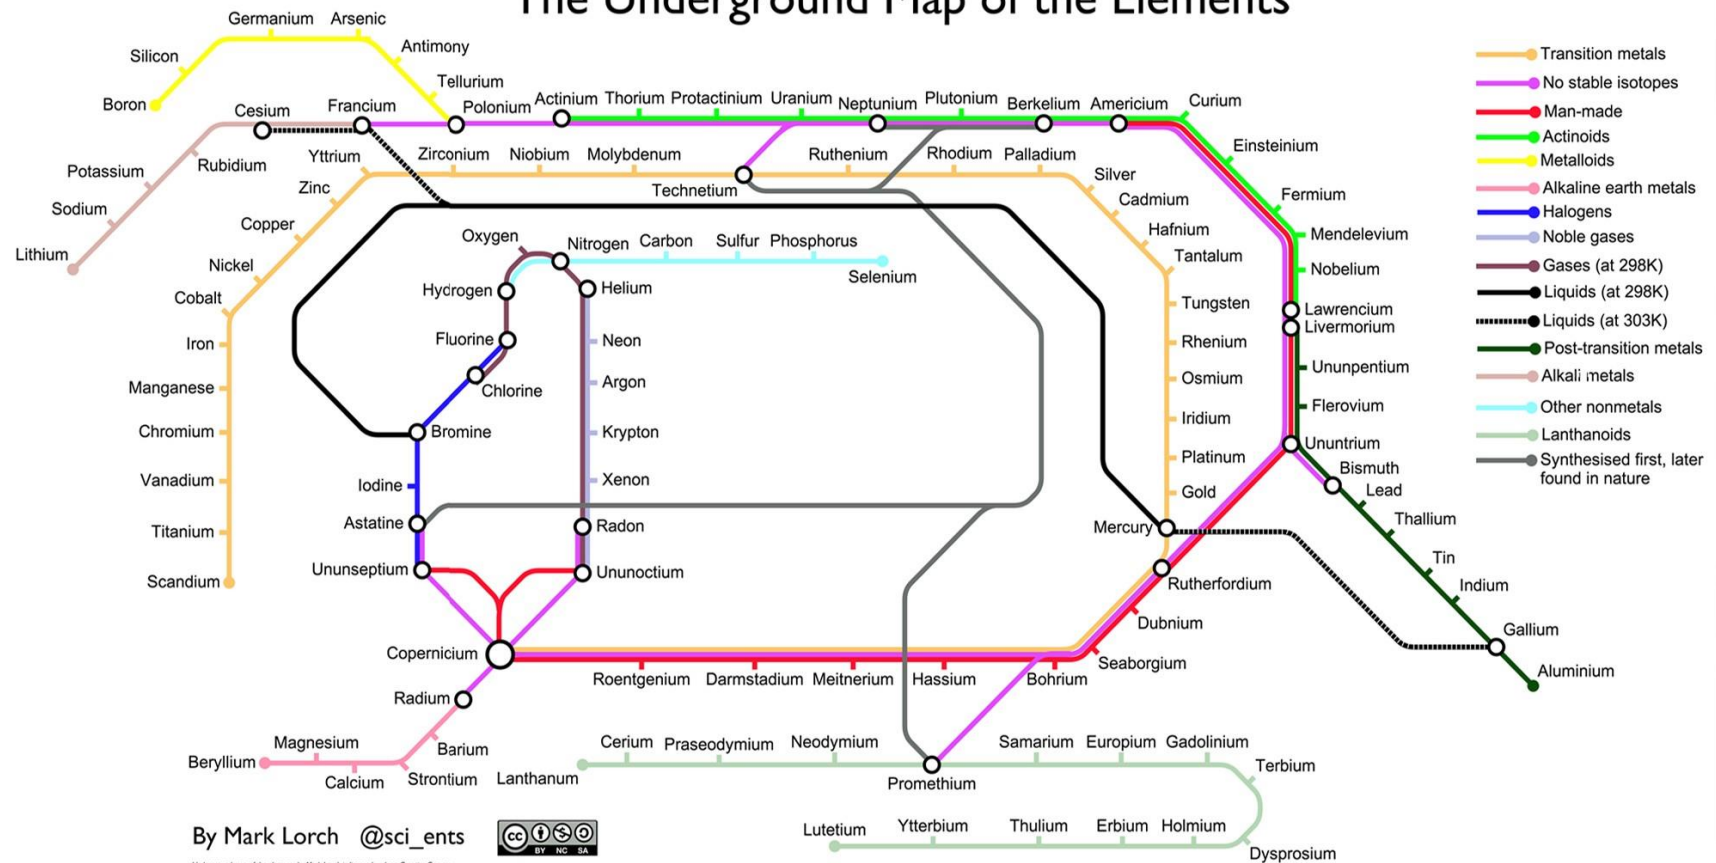 The Underground Map of the Elements
Germanium
Arsenic
Silicon
Antimony
Tellurium
Boron
Cesium
Francium
Polonium
Actinium
Thorium
Protactinium
Uranium
Neptunium
Plutonium
Berkelium
Americium
Curium
Einsteinium
Fermium
Mendelevium
Nobelium
Lawrencium
Livermorium
Ununpentium
Flerovium
Ununtrium
Bismuth
Lead
Thallium
Tin
Indium
Gallium
Aluminium
Rubidium
Potassium
Sodium
Lithium
Yttrium
Zirconium
Niobium
Molybdenum
Technetium
Ruthenium
Rhodium
Palladium
Silver
Cadmium
Hafnium
Tantalum
Tungsten
Rhenium
Osmium
Iridium
Platinum
Gold
Mercury
Rutherfordium
Dubnium
Seaborgium
Bohrium
Hassium
Meitnerium
Darmstadium
Roentgenium
Copernicium
Zinc
Copper
Nickel
Cobalt
Iron
Manganese
Chromium
Vanadium
Titanium
Scandium
Oxygen
Nitrogen
Carbon
Sulfur
Phosphorus
Selenium
Hydrogen
Helium
Fluorine
Neon
Chlorine
Argon
Bromine
Krypton
Iodine
Xenon
Astatine
Radon
Ununseptium
Ununoctium
Radium
Barium
Strontium
Calcium
Magnesium
Beryllium
Lanthanum
Cerium
Praseodymium
Neodymium
Promethium
Samarium
Europium
Gadolinium
Terbium
Dysprosium
Holmium
Erbium
Thulium
Ytterbium
Lutetium
Transition metals
No stable isotopes
Man-made
Actinoids
Metalloids
Alkaline earth metals
Halogens
Noble gases
Gases (at 298K)
Liquids (at 298K)
Liquids (at 303K)
Post-transition metals
Alkali metals
Other nonmetals
Lanthanoids
Synthesised first, later
found in nature
By Mark Lorch @sci_ents
cc
BY NC SA